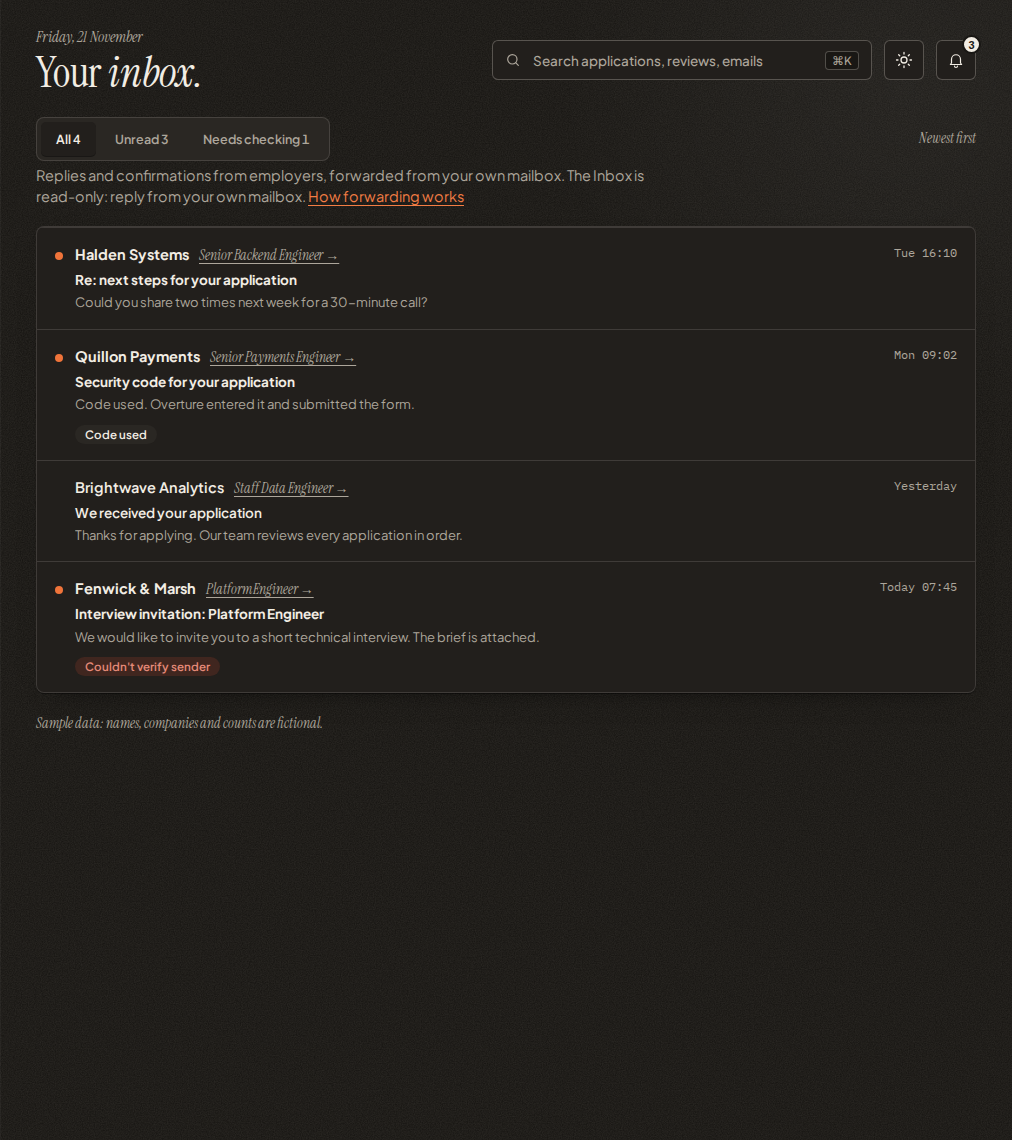 Friday, 21 November
Your inbox.
Search applications, reviews, emails
⌘K
3
All 4
Unread 3
Needs checking 1
Newest first
Replies and confirmations from employers, forwarded from your own mailbox. The Inbox is
read-only: reply from your own mailbox. How forwarding works
Halden Systems Senior Backend Engineer → Tue 16:10
Re: next steps for your application
Could you share two times next week for a 30-minute call?
Quillon Payments Senior Payments Engineer → Mon 09:02
Security code for your application
Code used. Overture entered it and submitted the form.
Code used
Brightwave Analytics Staff Data Engineer → Yesterday
We received your application
Thanks for applying. Our team reviews every application in order.
Fenwick & Marsh Platform Engineer → Today 07:45
Interview invitation: Platform Engineer
We would like to invite you to a short technical interview. The brief is attached.
Couldn't verify sender
Sample data: names, companies and counts are fictional.